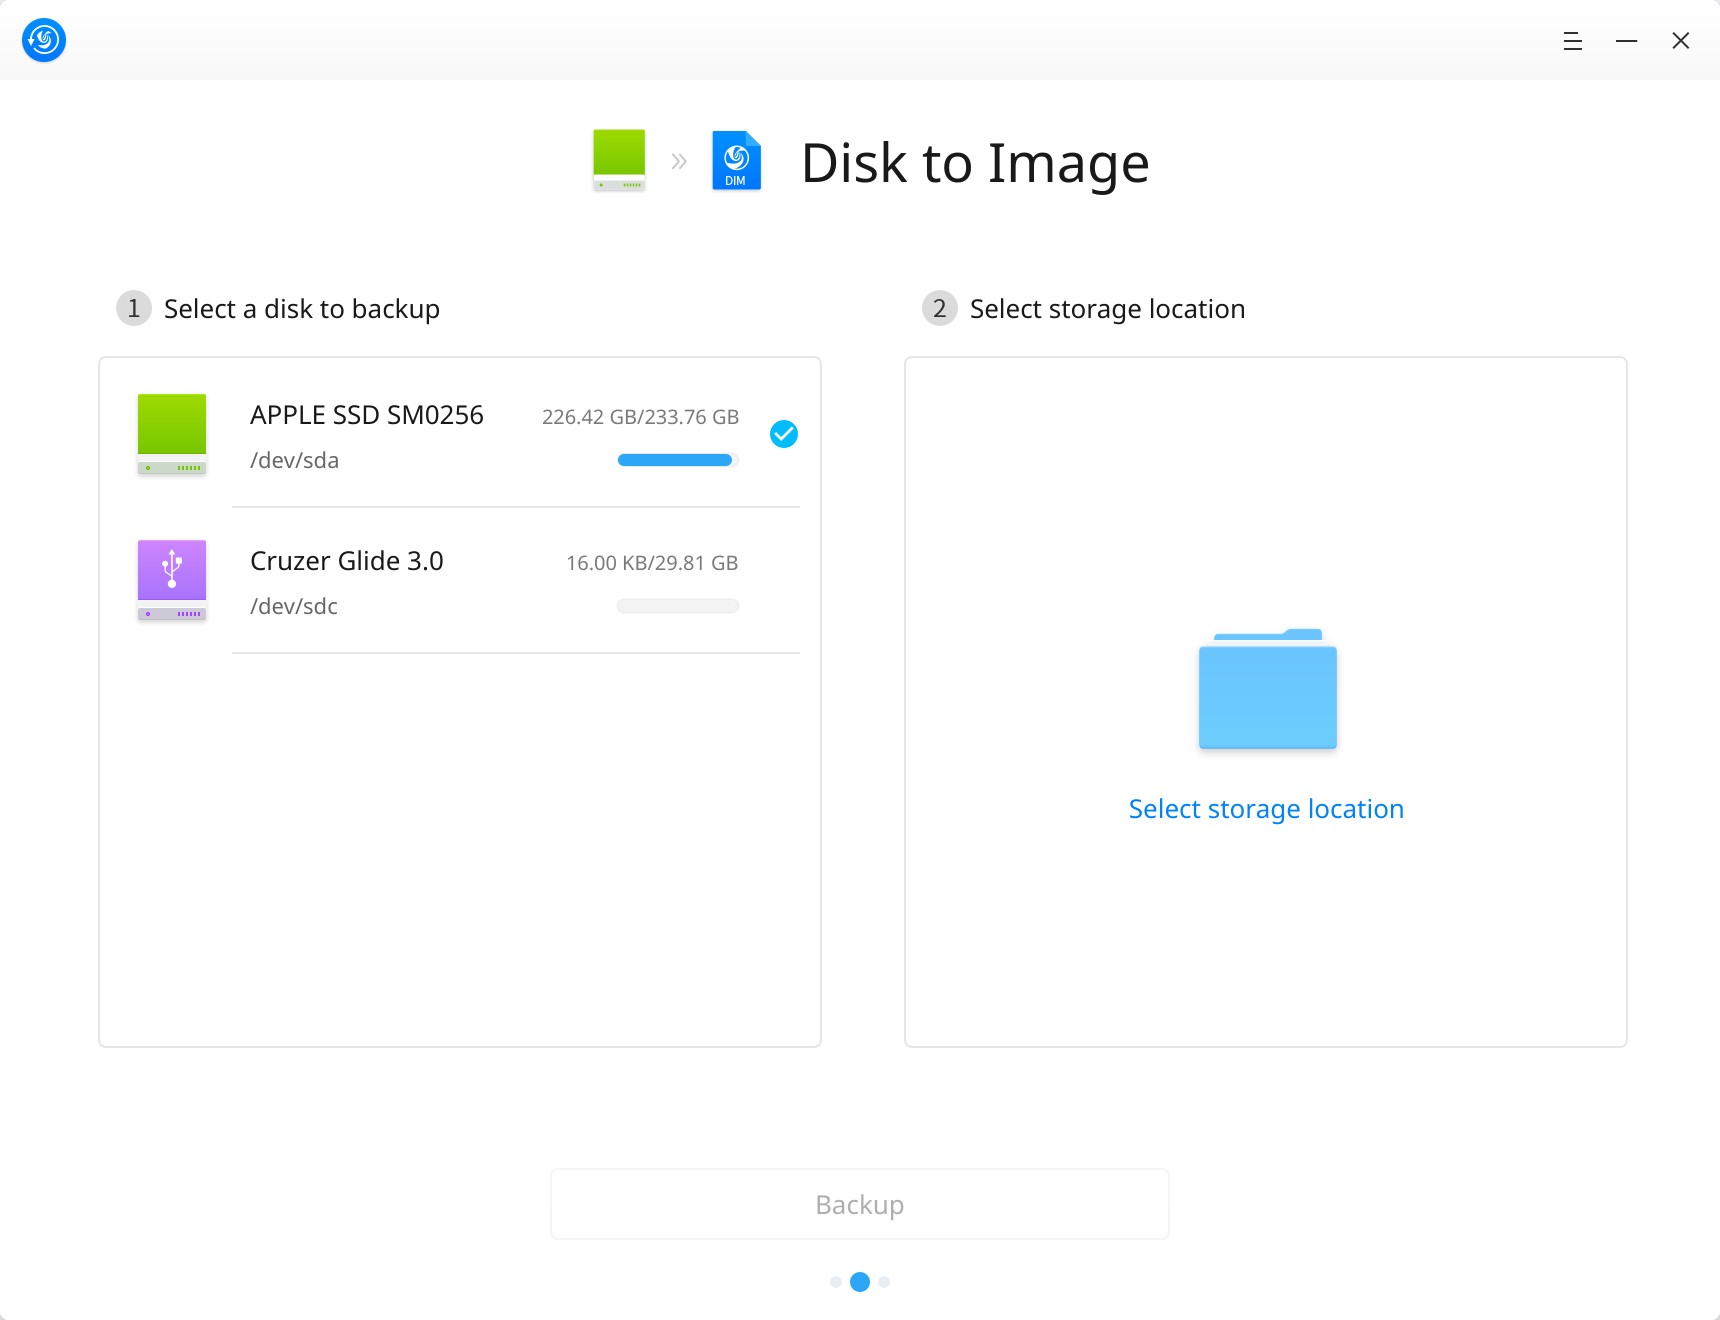 DIM
Disk to Image
1 Select a disk to backup
APPLE SSD SM0256
226.42 GB/233.76 GB
/dev/sda
Cruzer Glide 3.0
16.00 KB/29.81 GB
/dev/sdc
2 Select storage location
Select storage location
Backup